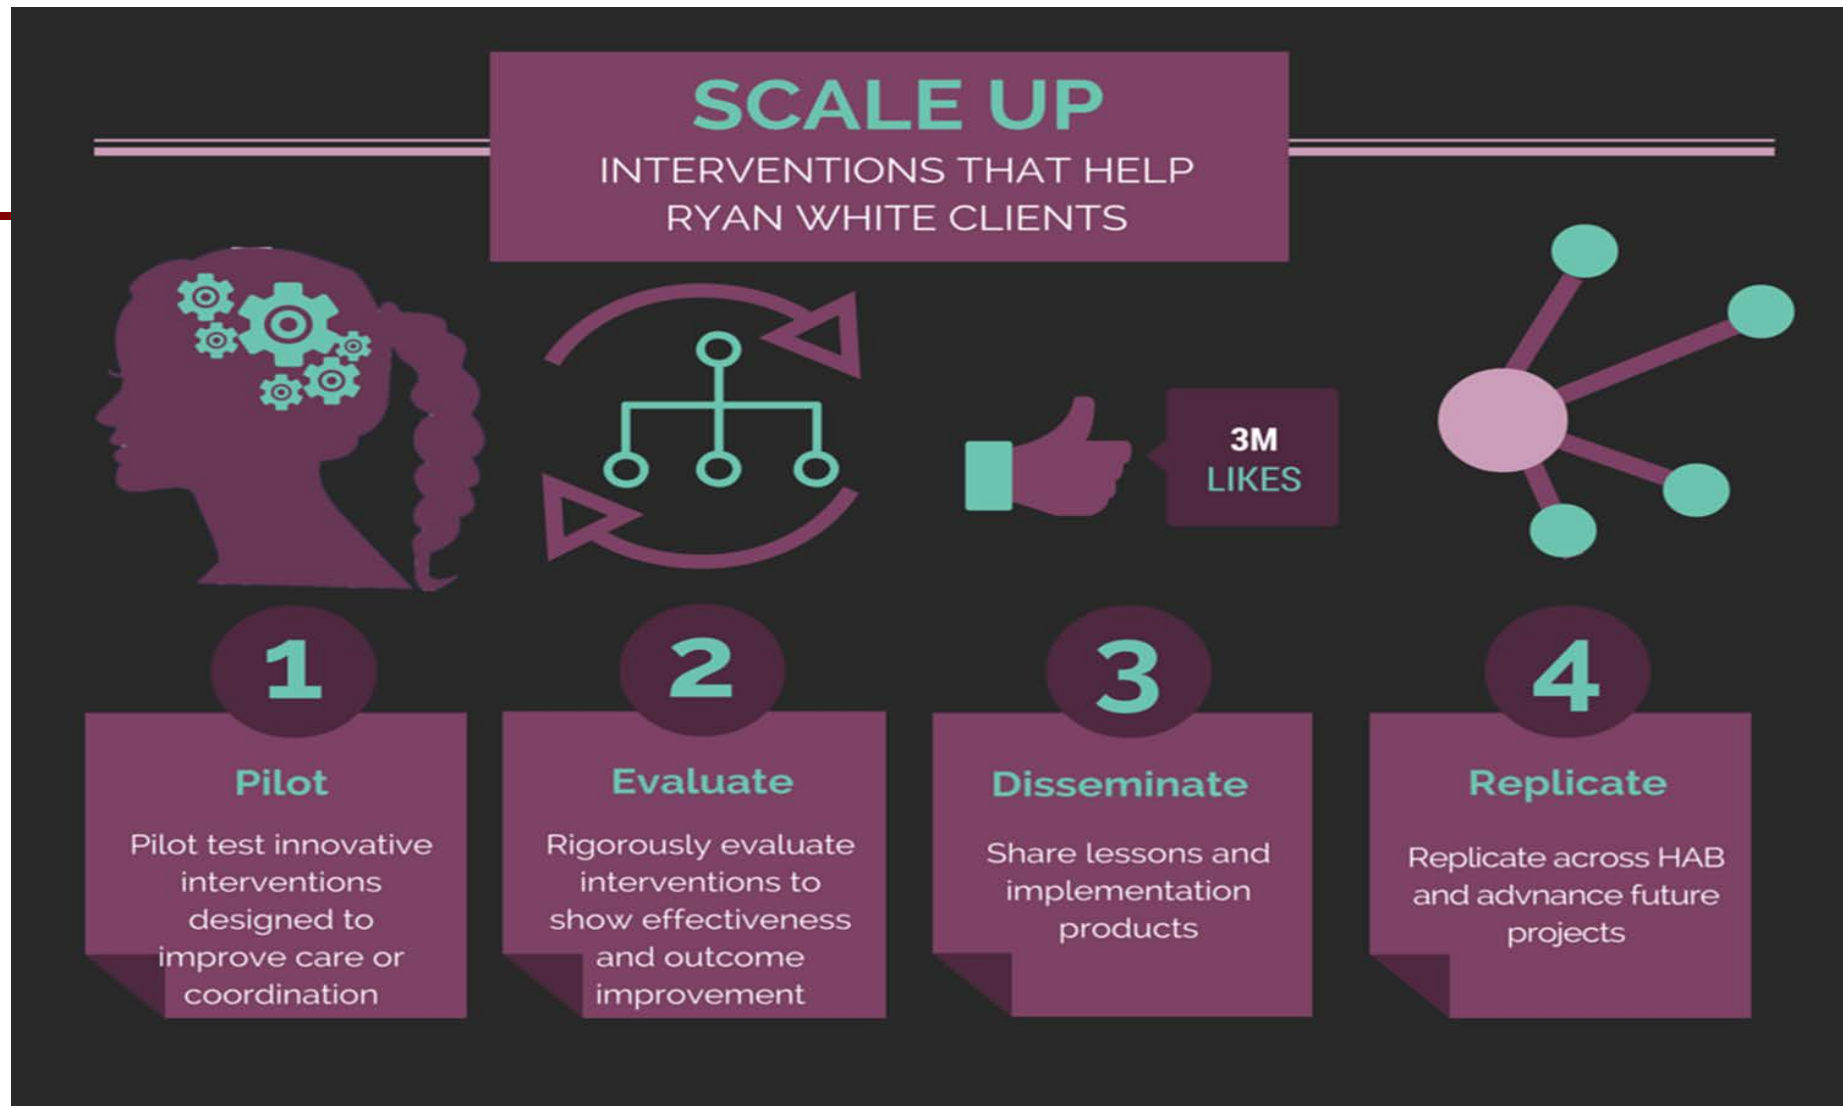 SCALE UP
INTERVENTIONS THAT HELP
RYAN WHITE CLIENTS
3M
LIKES
1
Pilot
Pilot test innovative
interventions
designed to
improve care or
coordination
2
Evaluate
Rigorously evaluate
interventions to
show effectiveness
and outcome
improvement
3
Disseminate
Share lessons and
implementation
products
4
Replicate
Replicate across HAB
and advnance future
projects